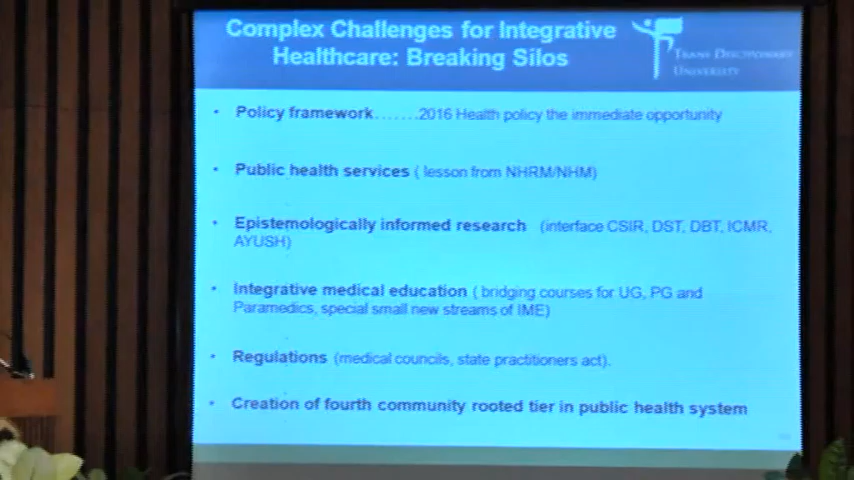 Complex Challenges for Integrative
Healthcare: Breaking Silos
TRANS-DISCIPLINARY
UNIVERSITY
• Policy framework.......2016 Health policy the immediate opportunity
• Public health services ( lesson from NHRM/NHM)
• Epistemologically informed research (interface CSIR, DST, DBT, ICMR,
AYUSH)
• Integrative medical education ( bridging courses for UG, PG and
Paramedics, special small new streams of IME)
• Regulations (medical councils, state practitioners act).
• Creation of fourth community rooted tier in public health system